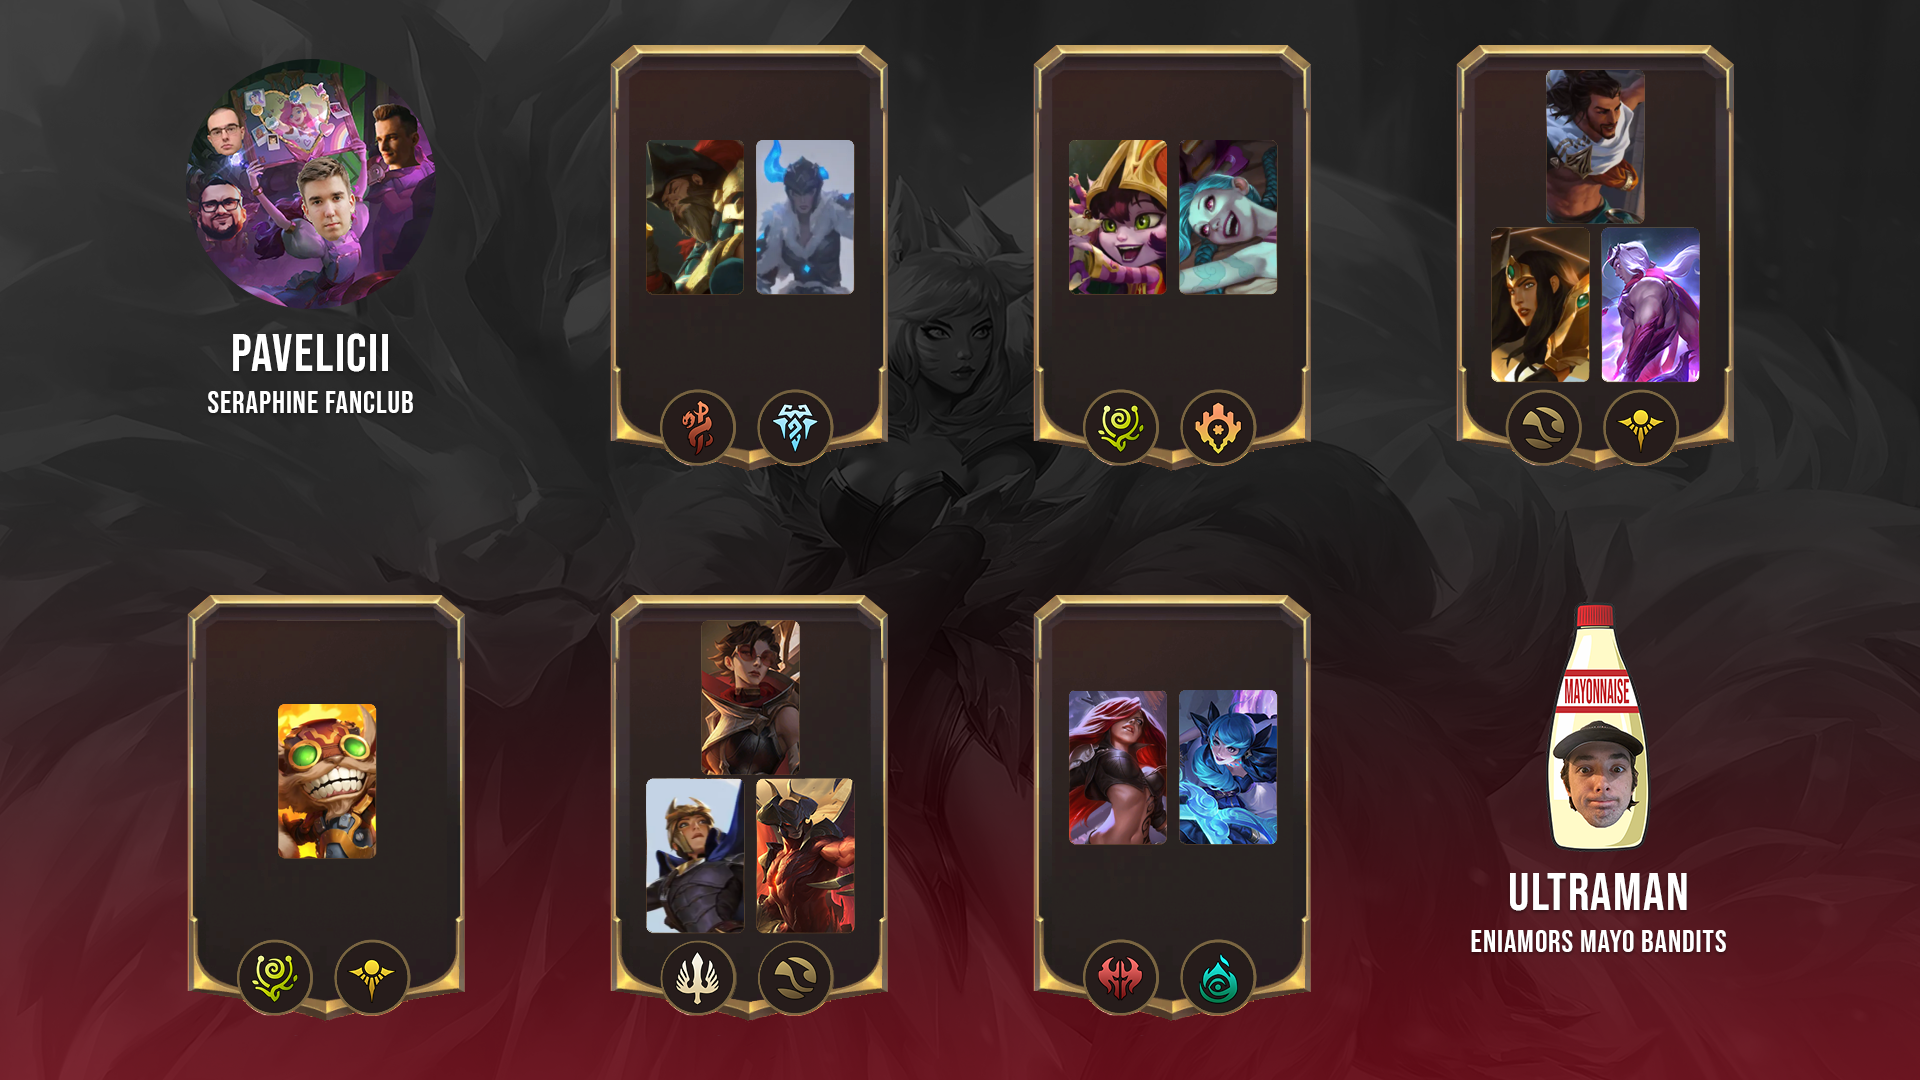 PAVELICII
SERAPHINE FANCLUB
MAYONNAISE
ULTRAMAN
ENIAMORS MAYO BANDITS